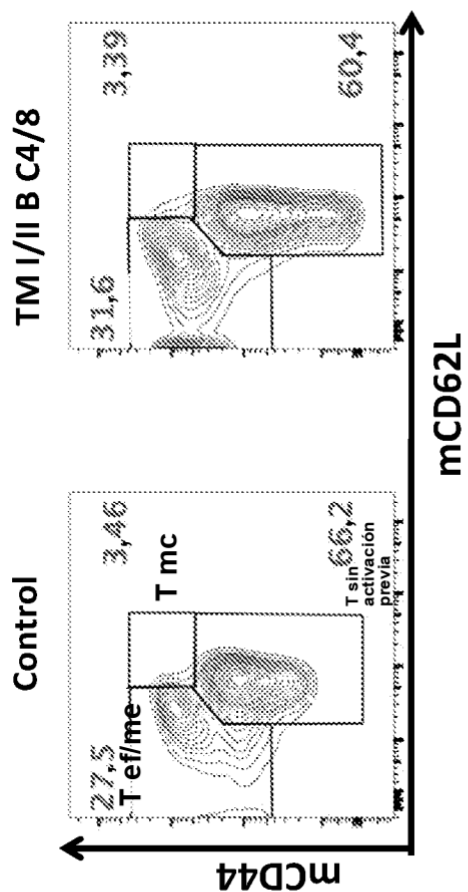 Control
TM I/II B C4/8
27,5
3,46
T ef/me
T mc
66,2
T sin
activación
previa
31,6
3,39
60,4
mCD44
mCD62L